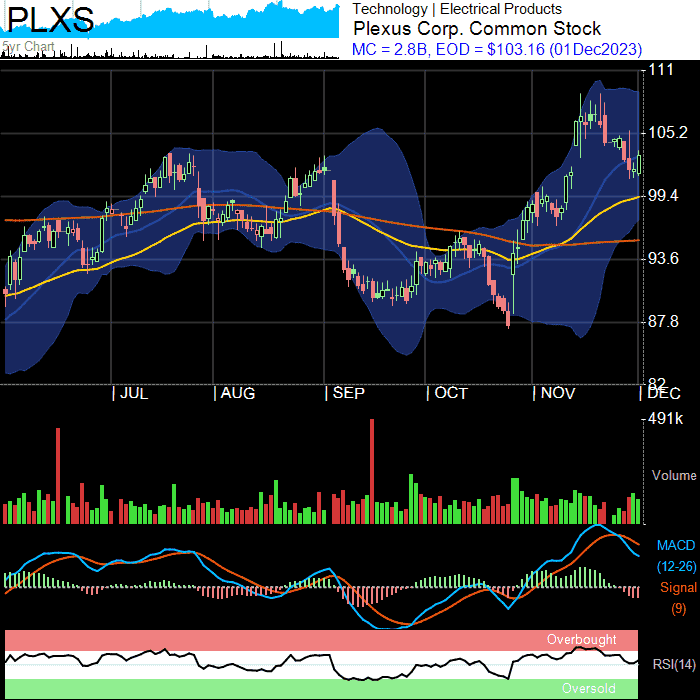 PLXS
5yr Chart
Technology | Electrical Products
Plexus Corp. Common Stock
MC = 2.8B, EOD = $103.16 (01Dec2023)
111
105.2
99.4
93.6
87.8
82
JUL
AUG
SEP
OCT
NOV
DEC
491k
Volume
MACD
(12-26)
Signal
(9)
Overbought
RSI(14)
Oversold